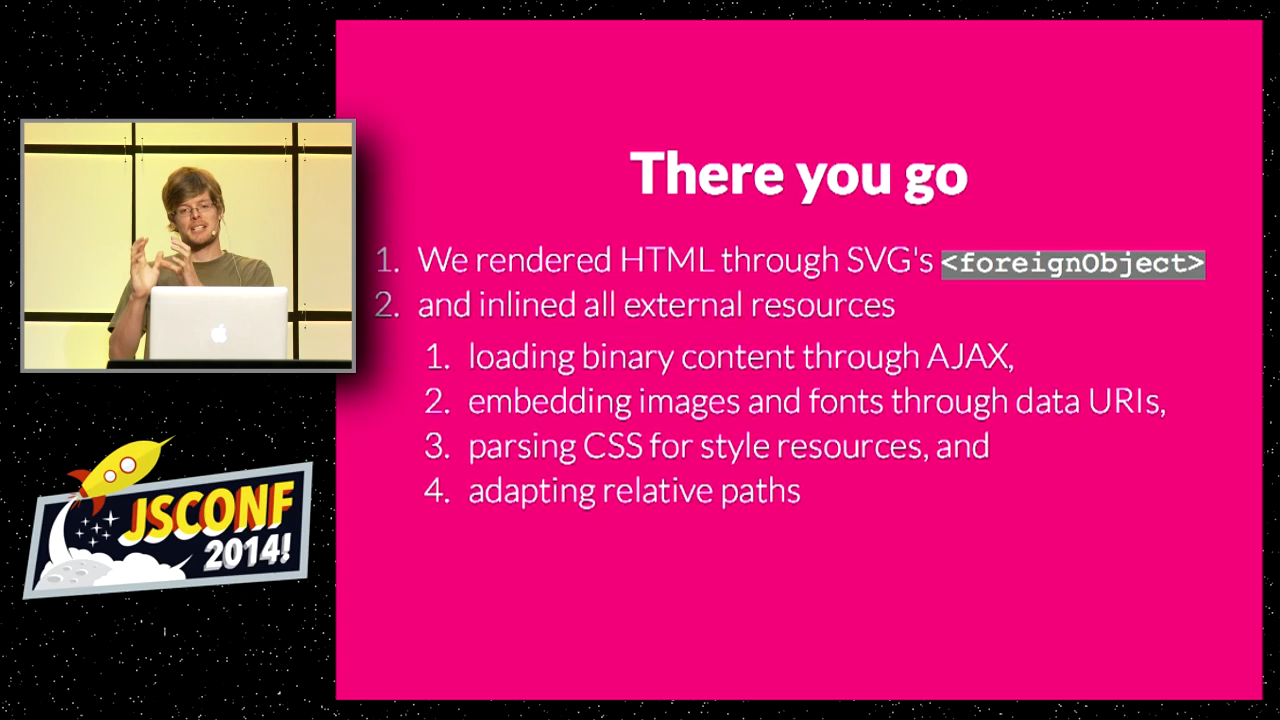 There you go
1. We rendered HTML through SVG's <foreignObject>
2. and inlined all external resources
1. loading binary content through AJAX,
2. embedding images and fonts through data URIs,
3. parsing CSS for style resources, and
4. adapting relative paths
JSCONF
2014!